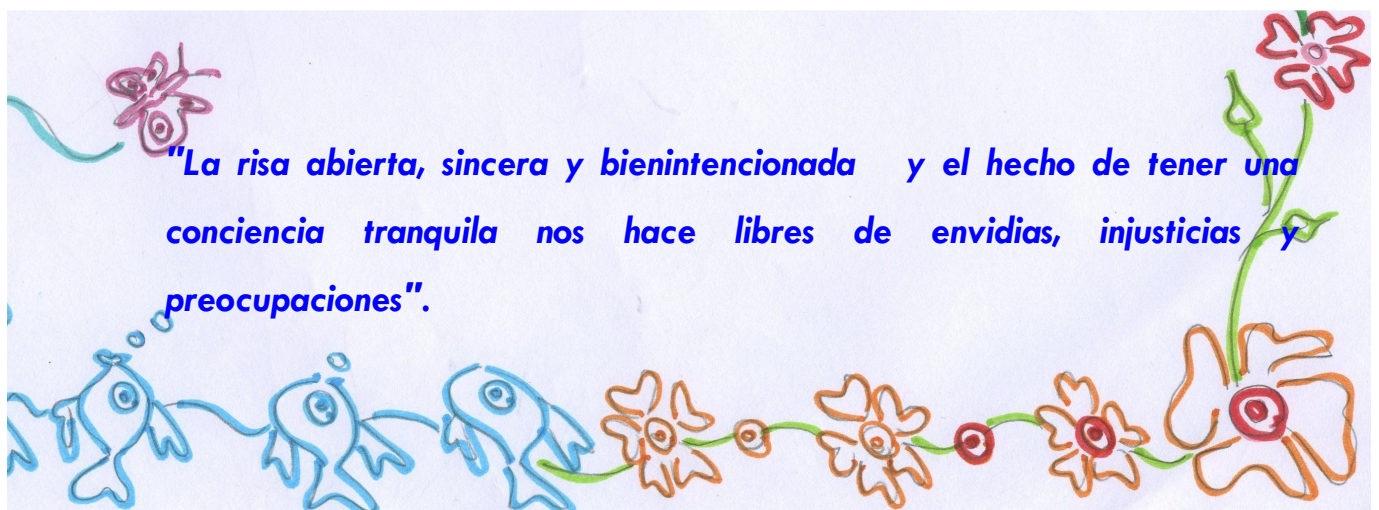 "La risa abierta, sincera y bienintencionada y el hecho de tener una
conciencia tranquila nos hace libres de envidias, injusticias y
preocupaciones".